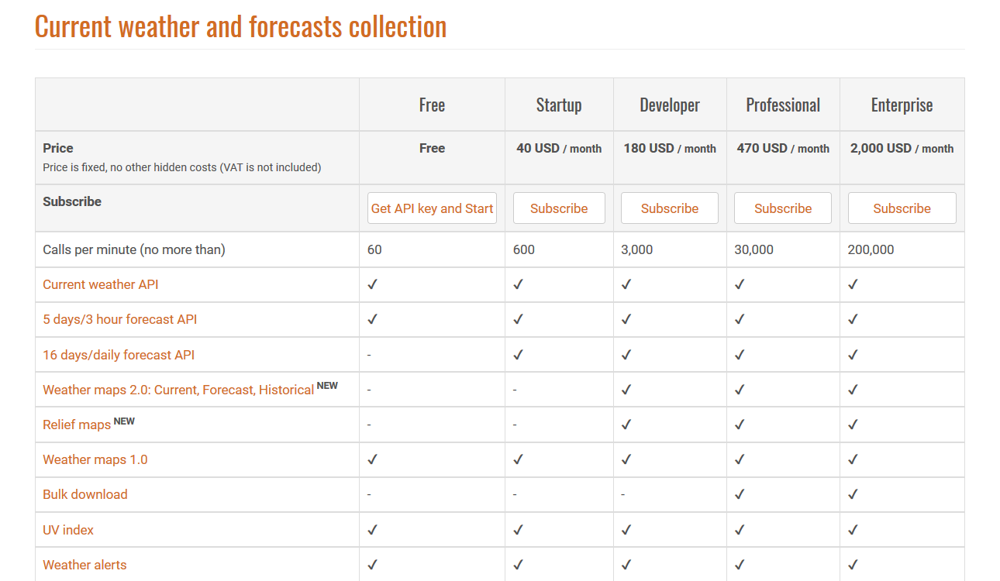 Current weather and forecasts collection
Free Startup Developer Professional Enterprise
Price Free 40 USD / month 180 USD / month 470 USD / month 2,000 USD / month
Price is fixed, no other hidden costs (VAT is not included)
Subscribe Get API key and Start Subscribe Subscribe Subscribe Subscribe
Calls per minute (no more than) 60 600 3,000 30,000 200,000
Current weather API ✓ ✓ ✓ ✓ ✓
5 days/3 hour forecast API ✓ ✓ ✓ ✓ ✓
16 days/daily forecast API - ✓ ✓ ✓ ✓
Weather maps 2.0: Current, Forecast, Historical NEW - - ✓ ✓ ✓
Relief maps NEW - - ✓ ✓ ✓
Weather maps 1.0 ✓ ✓ ✓ ✓ ✓
Bulk download - - - ✓ ✓
UV index ✓ ✓ ✓ ✓ ✓
Weather alerts ✓ ✓ ✓ ✓ ✓